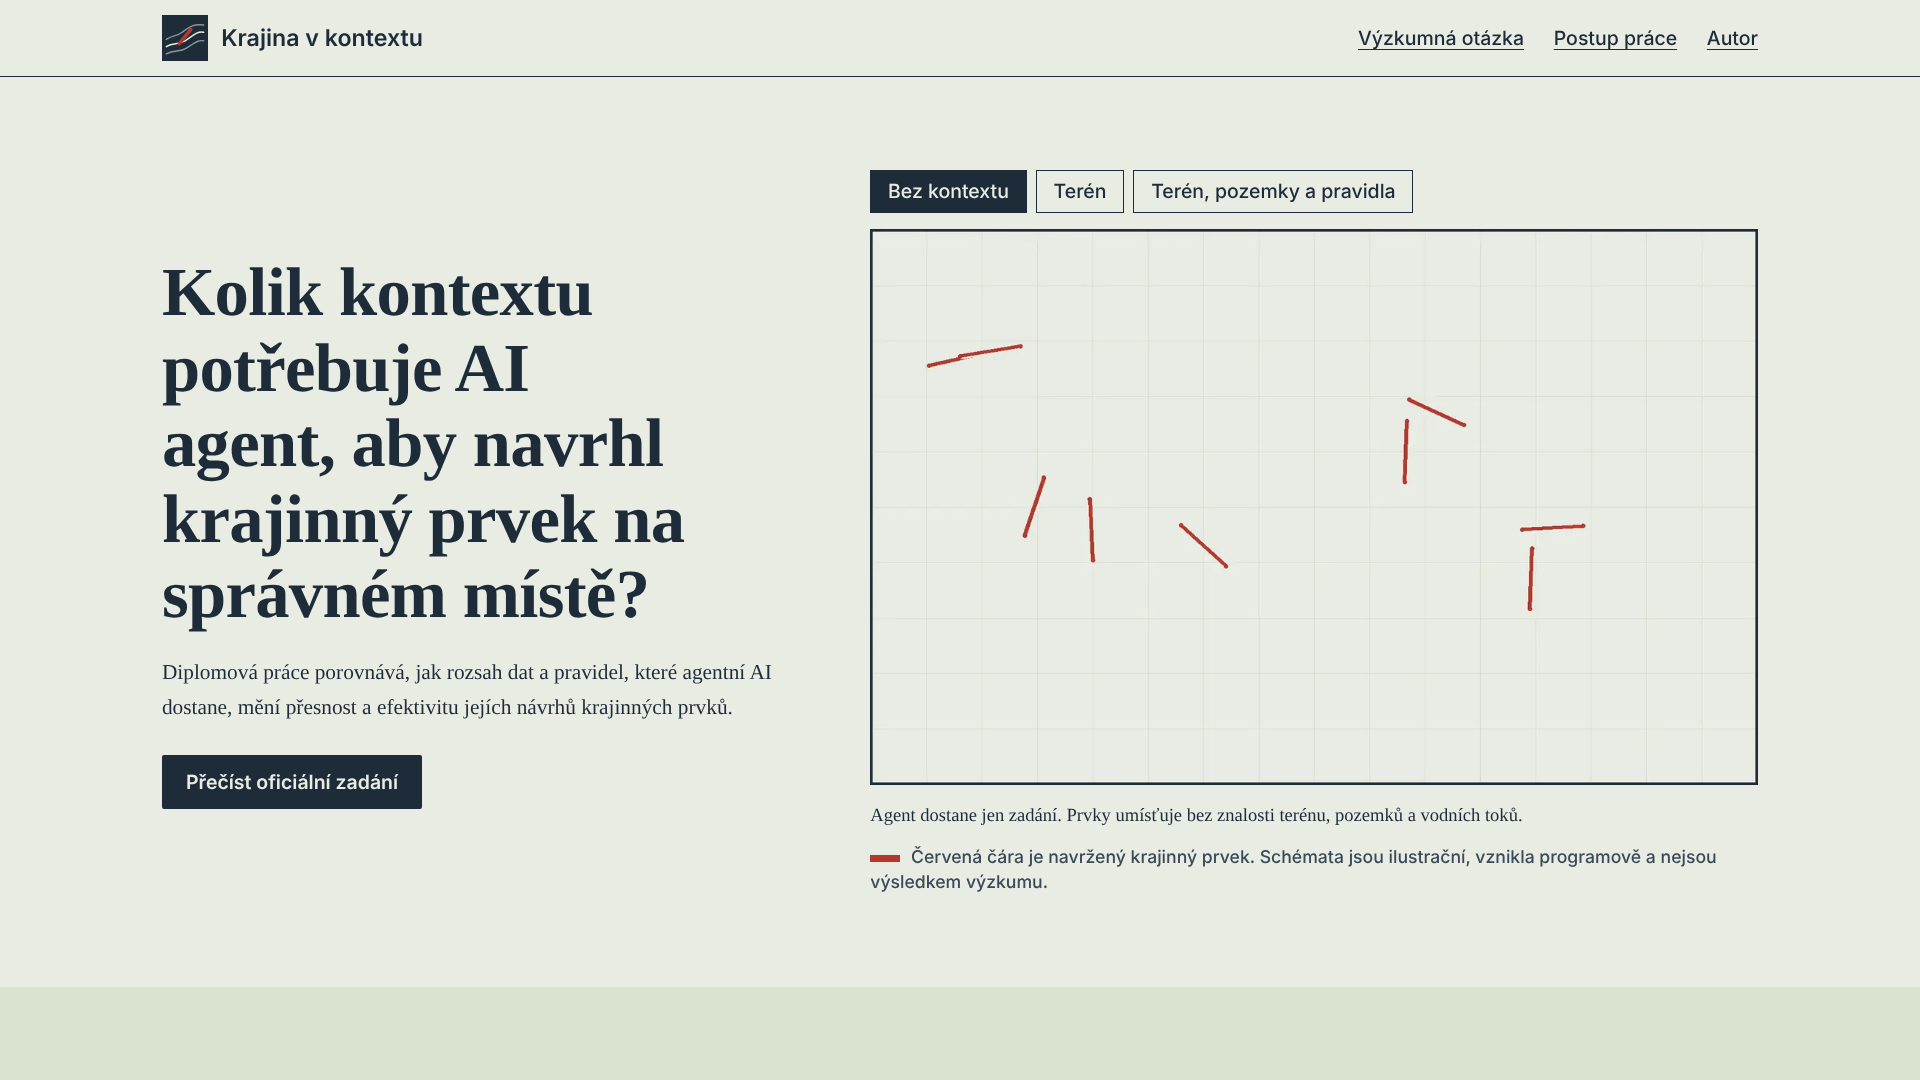 Krajina v kontextu
Výzkumná otázka
Postup práce
Autor
Kolik kontextu
potřebuje AI
agent, aby navrhl
krajinný prvek na
správném místě?
Diplomová práce porovnává, jak rozsah dat a pravidel, které agentní AI
dostane, mění přesnost a efektivitu jejích návrhů krajinných prvků.
Přečíst oficiální zadání
Bez kontextu
Terén
Terén, pozemky a pravidla
Agent dostane jen zadání. Prvky umísťuje bez znalosti terénu, pozemků a vodních toků.
Červená čára je navržený krajinný prvek. Schémata jsou ilustrační, vznikla programově a nejsou
výsledkem výzkumu.